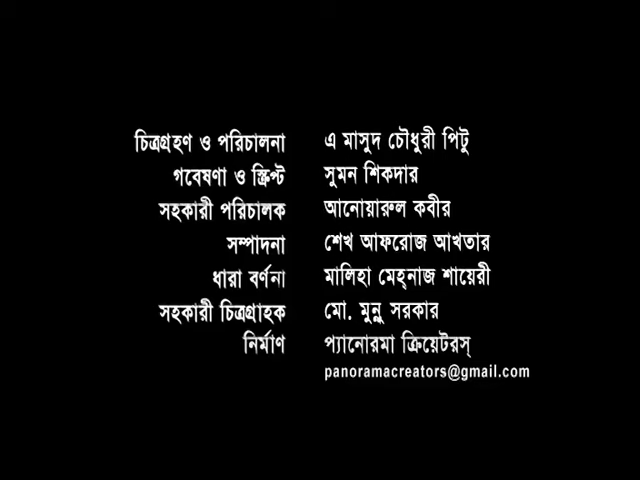 চিত্রগ্রহণ ও পরিচালনা এ মাসুদ চৌধুরী পিটু
গবেষণা ও স্ক্রিপ্ট সুমন শিকদার
সহকারী পরিচালক আনোয়ারুল কবীর
সম্পাদনা শেখ আফরোজ আখতার
ধারা বর্ণনা মালিহা মেহ্‌নাজ শায়েরী
সহকারী চিত্রগ্রাহক মো. মুন্নু সরকার
নির্মাণ প্যানোরমা ক্রিয়েটরস্
panoramacreators@gmail.com